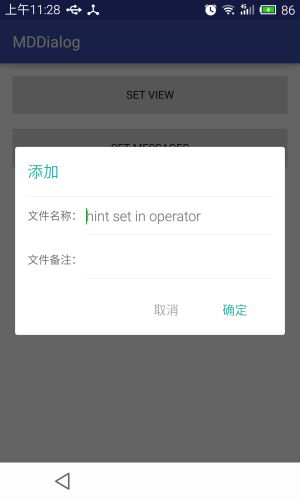 上午11:28 4G 86
MDDialog
SET VIEW
SET MESSAGES
添加
文件名称： hint set in operator
文件备注：
取消 确定